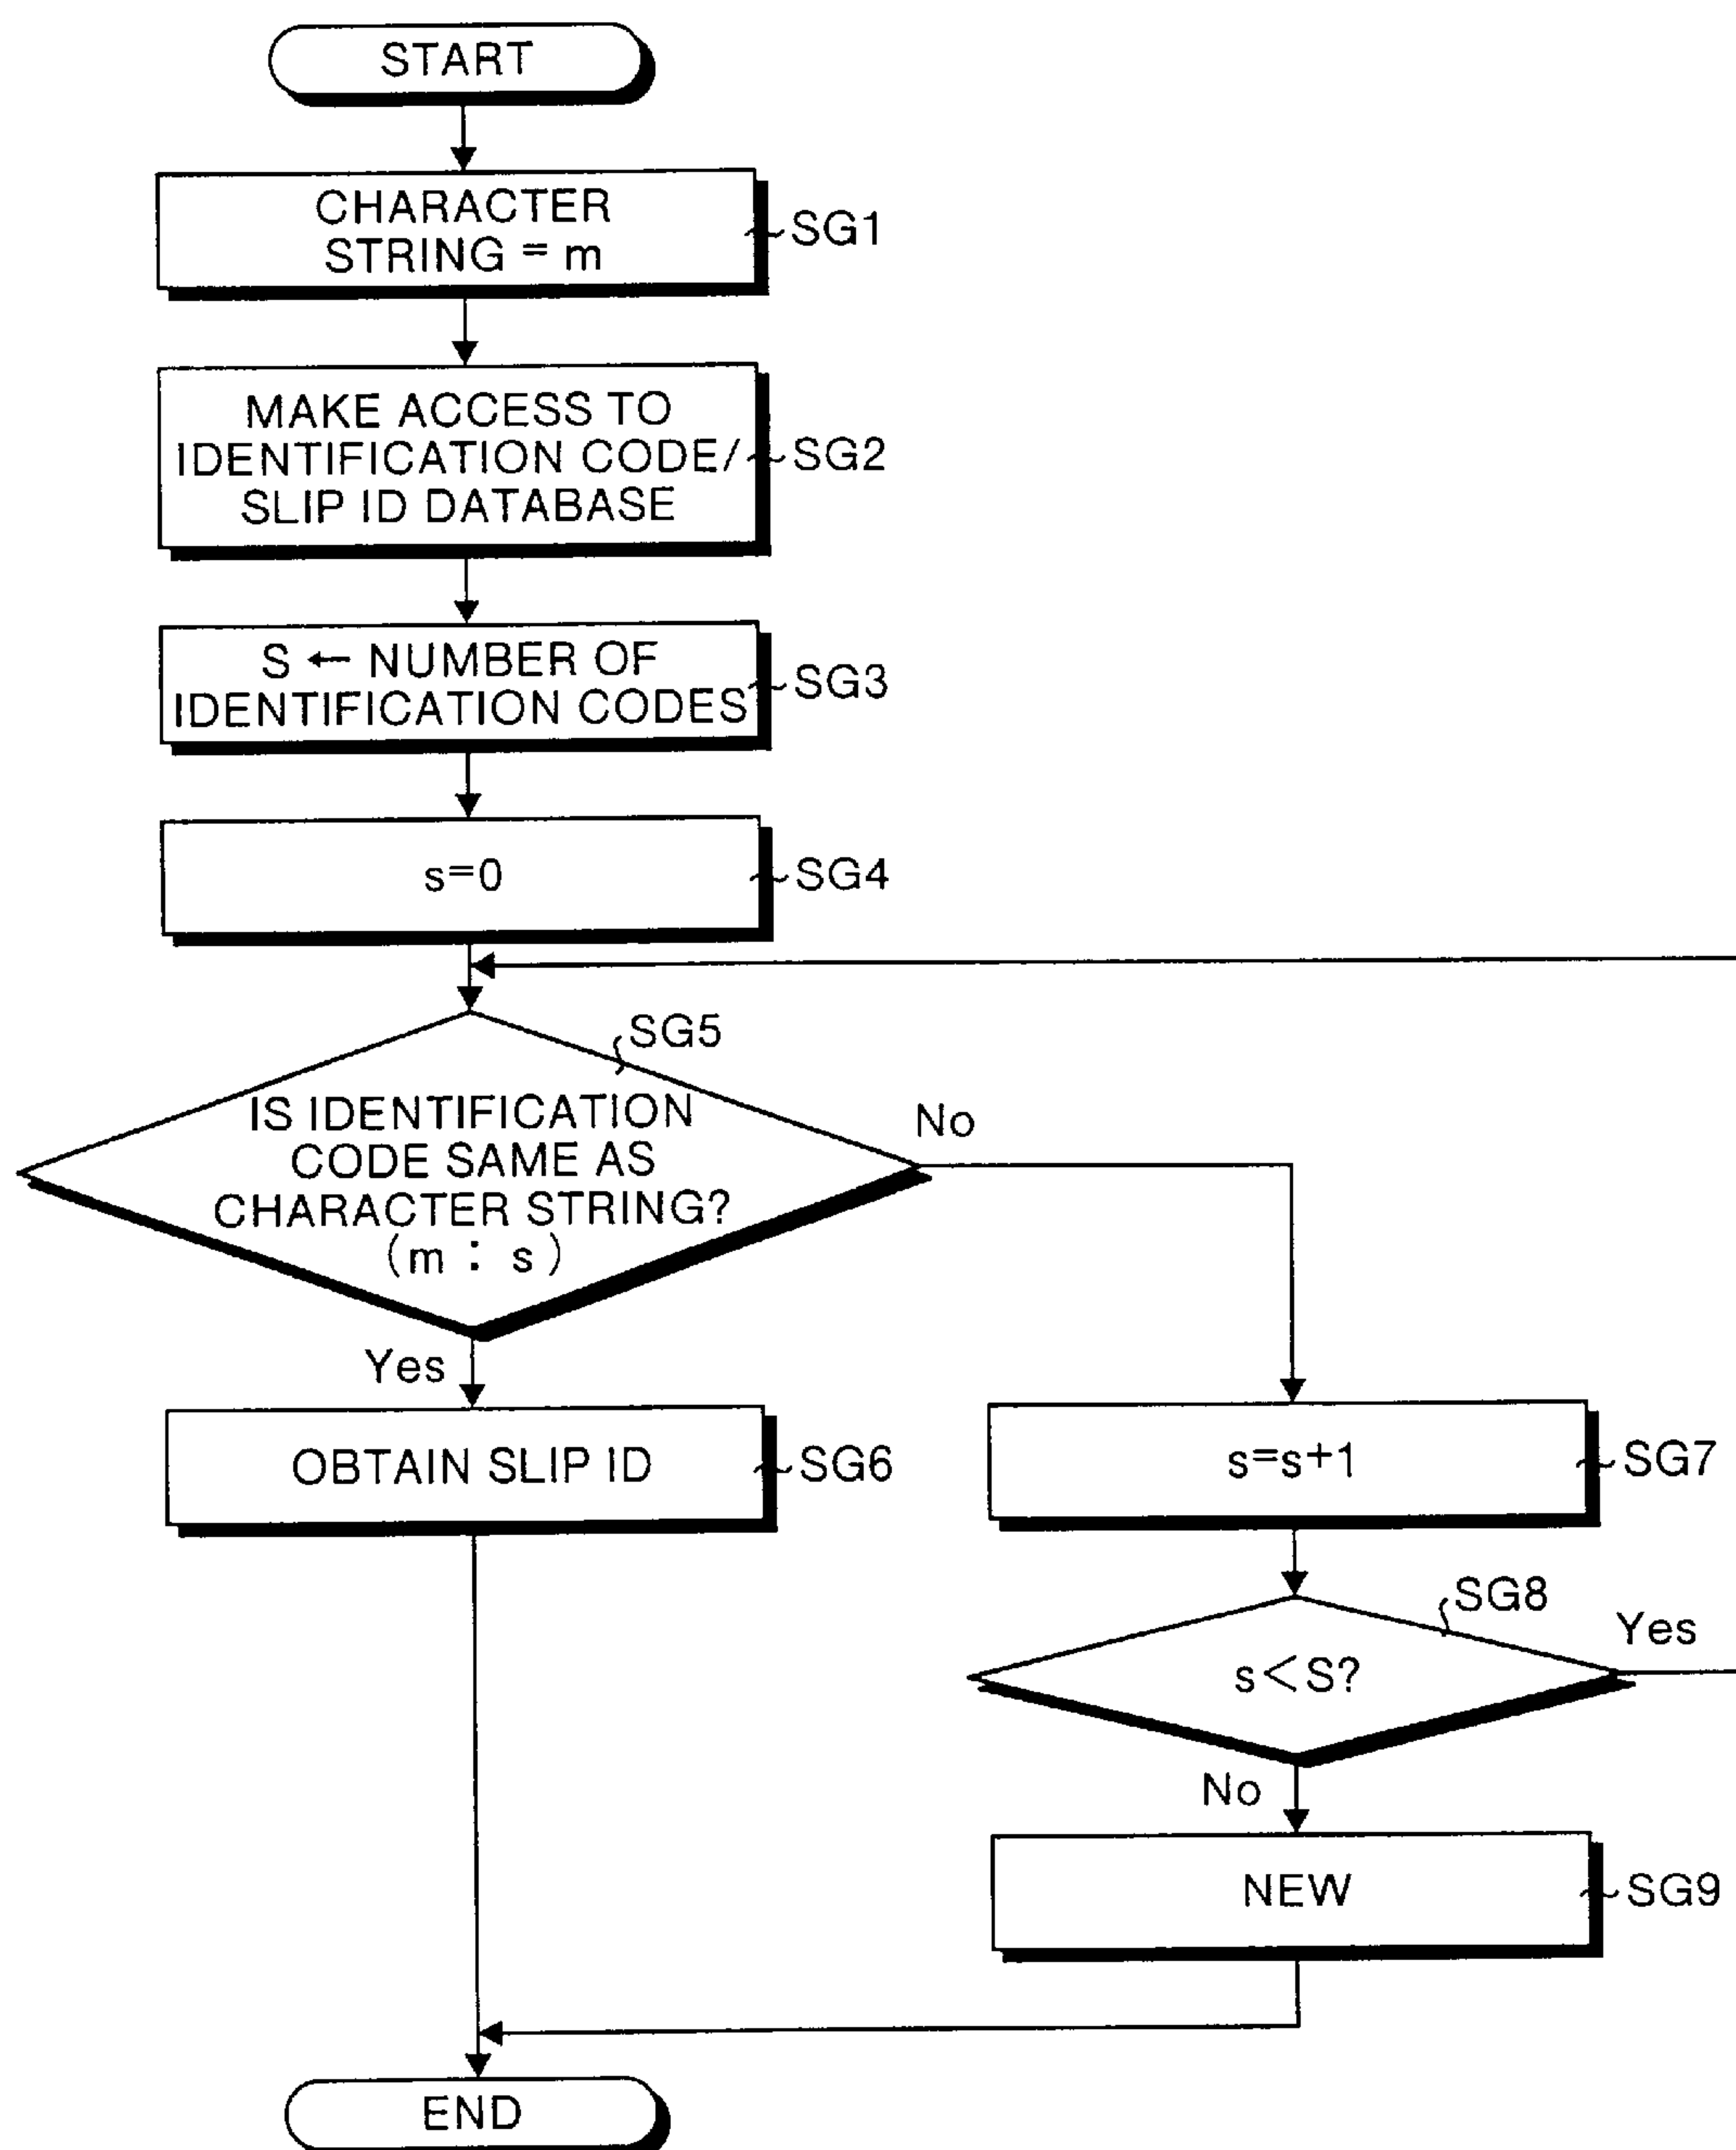 START
CHARACTER
STRING = m
SG1
MAKE ACCESS TO
IDENTIFICATION CODE/
SLIP ID DATABASE
SG2
S ← NUMBER OF
IDENTIFICATION CODES
SG3
s=0
SG4
SG5
IS IDENTIFICATION
CODE SAME AS
CHARACTER STRING?
(m : s)
No
Yes
OBTAIN SLIP ID
SG6
s=s+1
SG7
SG8
s<S?
Yes
No
NEW
SG9
END